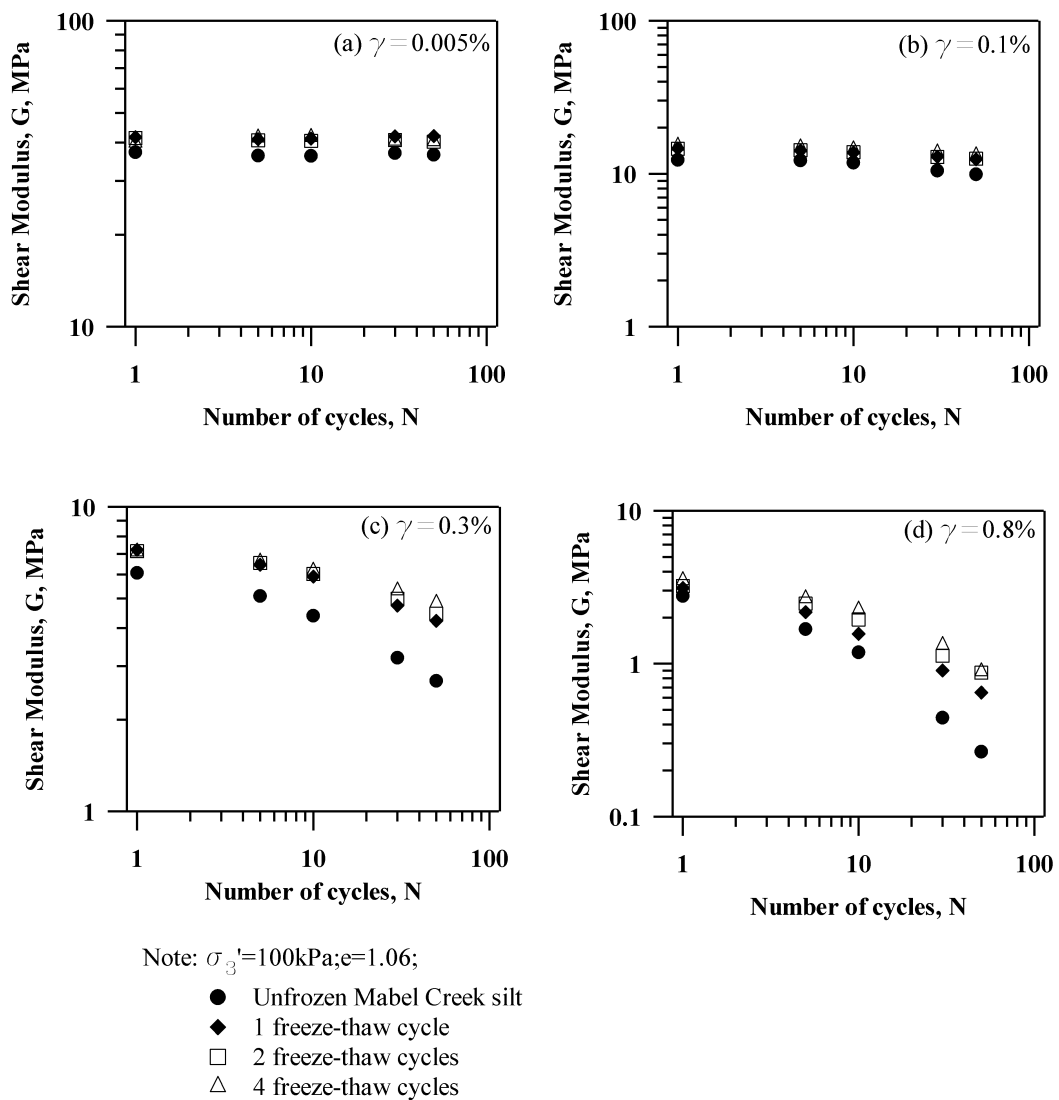 100
(a) γ = 0.005%
Shear Modulus, G, MPa
10
1
10
100
Number of cycles, N
100
(b) γ = 0.1%
10
Shear Modulus, G, MPa
1
1
10
100
Number of cycles, N
10
(c) γ = 0.3%
Shear Modulus, G, MPa
1
1
10
100
Number of cycles, N
10
(d) γ = 0.8%
1
Shear Modulus, G, MPa
0.1
1
10
100
Number of cycles, N
Note: σ3'=100kPa;e=1.06;
Unfrozen Mabel Creek silt
1 freeze-thaw cycle
2 freeze-thaw cycles
4 freeze-thaw cycles